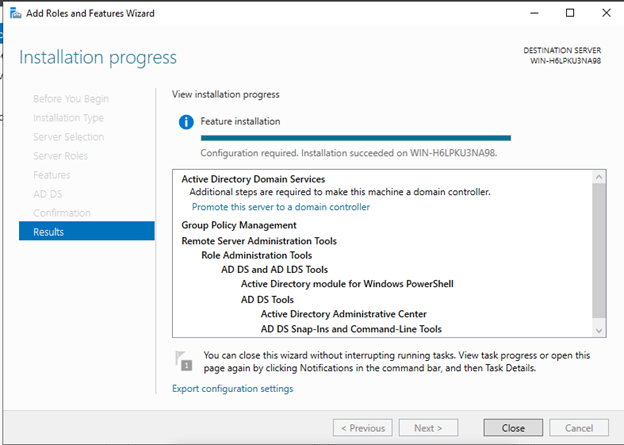 Add Roles and Features Wizard
Installation progress
DESTINATION SERVER
WIN-H6LPKU3NA98
Before You Begin
Installation Type
Server Selection
Server Roles
Features
AD DS
Confirmation
Results
View installation progress
Feature installation
Configuration required. Installation succeeded on WIN-H6LPKU3NA98.
Active Directory Domain Services
Additional steps are required to make this machine a domain controller.
Promote this server to a domain controller
Group Policy Management
Remote Server Administration Tools
Role Administration Tools
AD DS and AD LDS Tools
Active Directory module for Windows PowerShell
AD DS Tools
Active Directory Administrative Center
AD DS Snap-Ins and Command-Line Tools
1
You can close this wizard without interrupting running tasks. View task progress or open this
page again by clicking Notifications in the command bar, and then Task Details.
Export configuration settings
< Previous
Next >
Close
Cancel